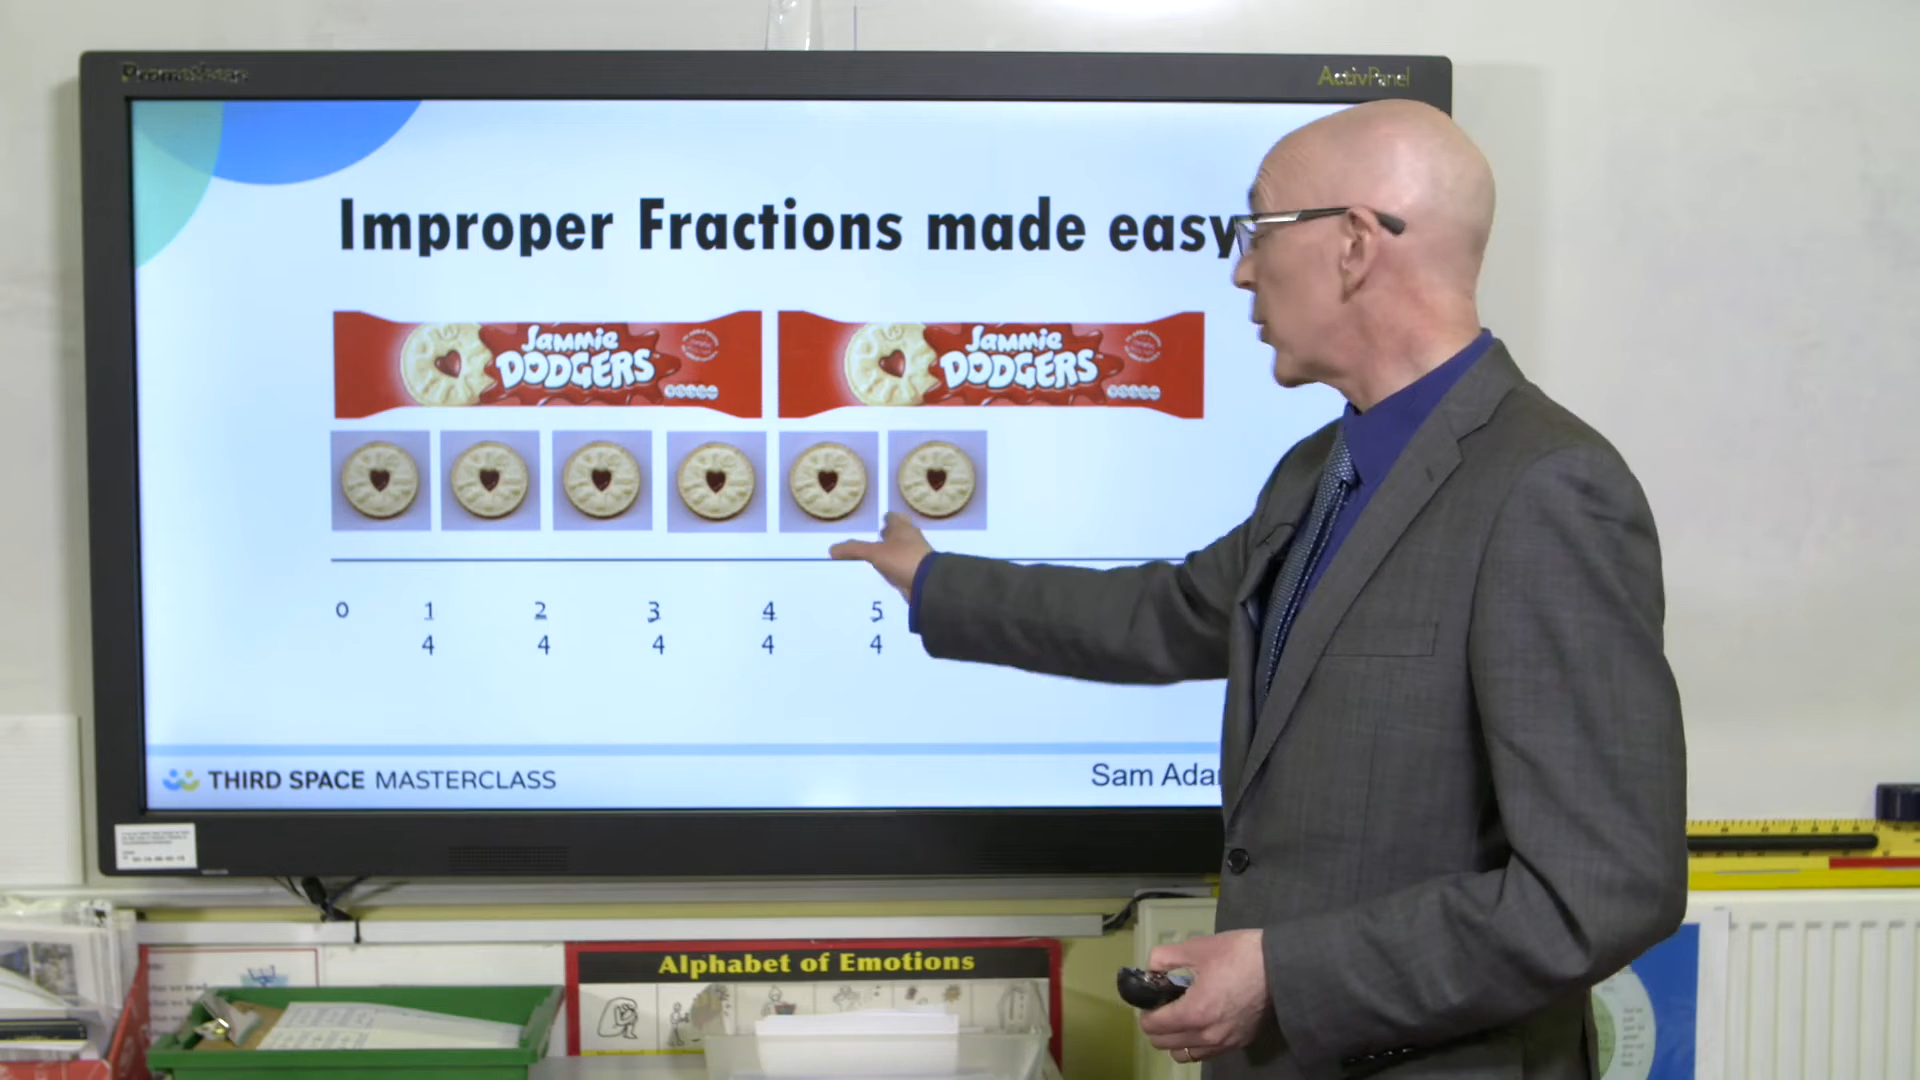 Promethean
ActivPanel
Improper Fractions made easy
Jammie
DODGERS
Jammie
DODGERS
0 1 2 3 4 5
4 4 4 4 4
THIRD SPACE MASTERCLASS
Sam Ada
Alphabet of Emotions